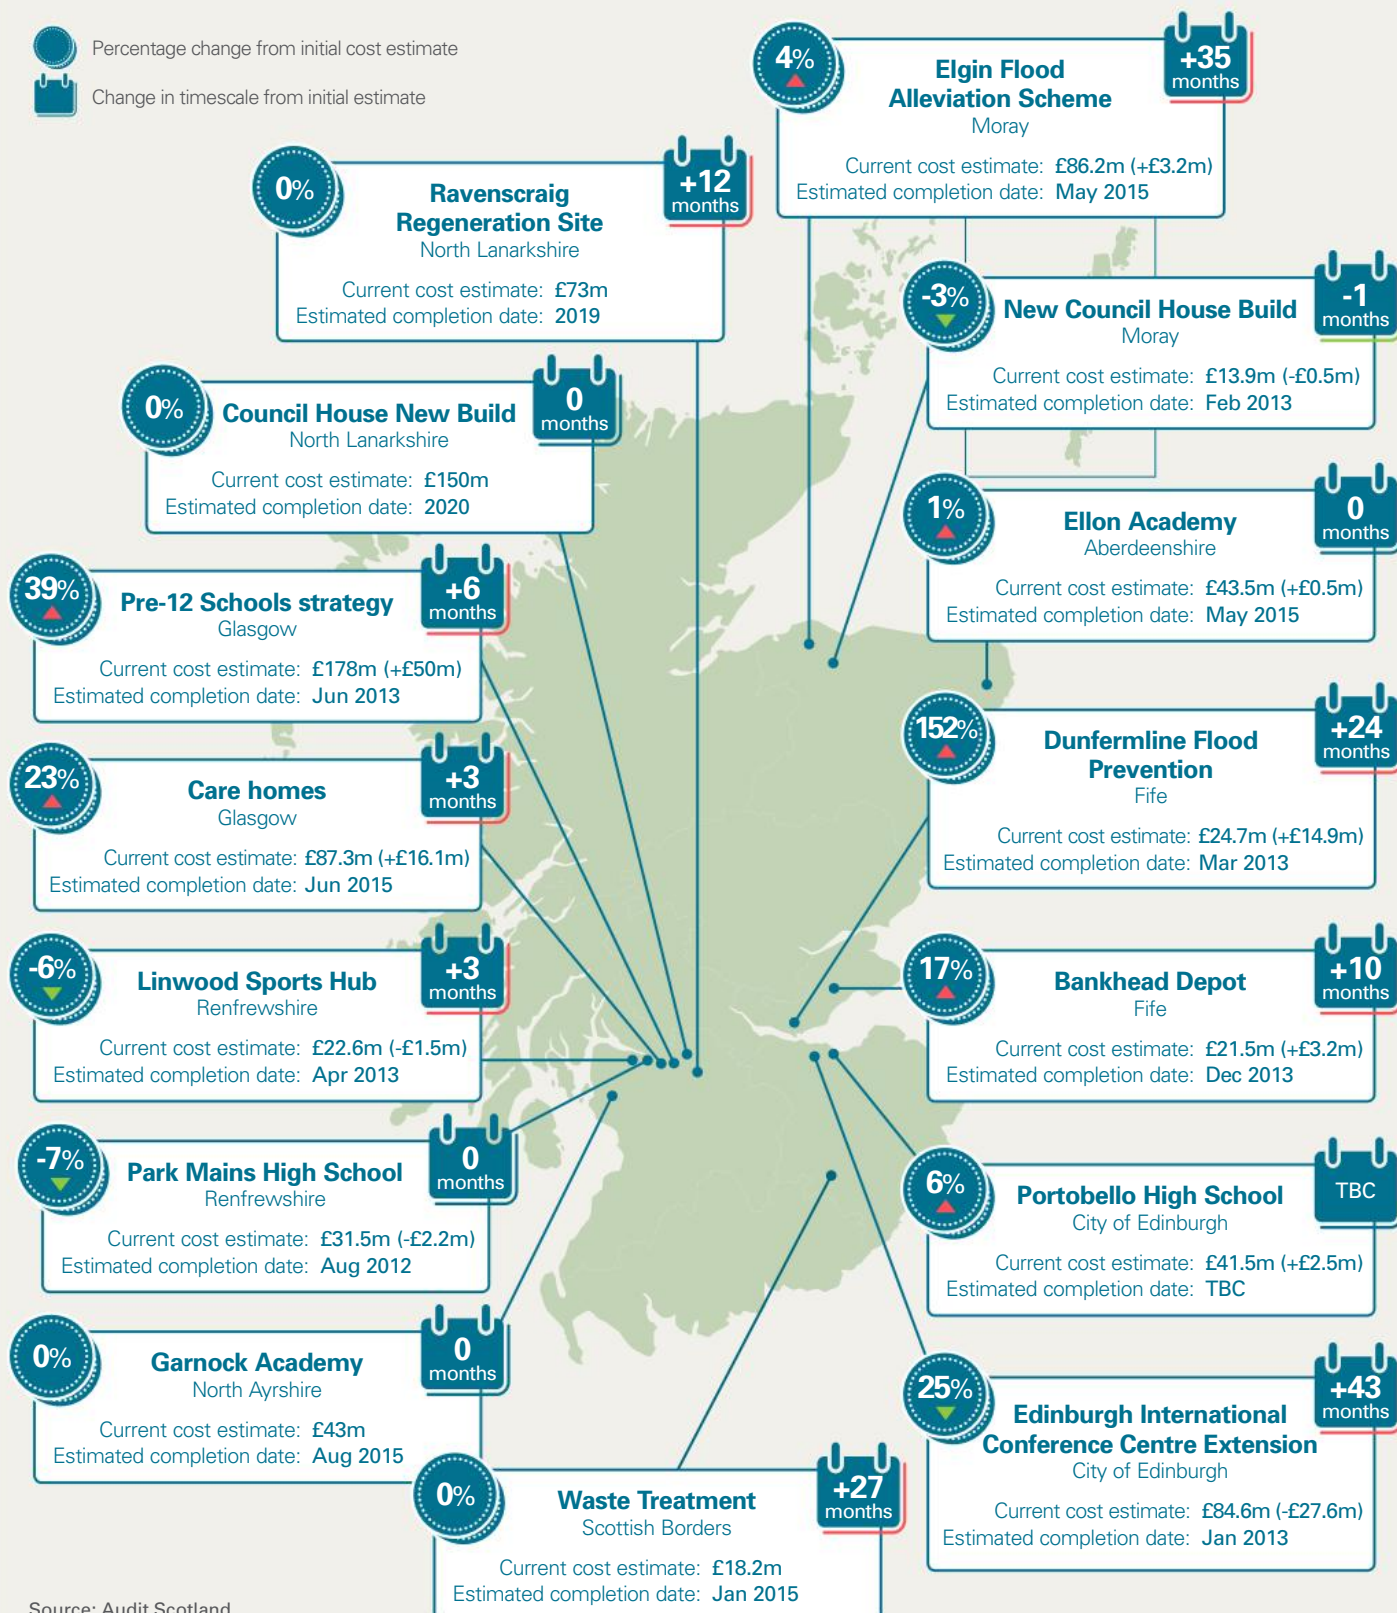 Percentage change from initial cost estimate
Change in timescale from initial estimate
4%
+35
months
Elgin Flood
Alleviation Scheme
Moray
Current cost estimate: £86.2m (+£3.2m)
Estimated completion date: May 2015
0%
+12
months
Ravenscraig
Regeneration Site
North Lanarkshire
Current cost estimate: £73m
Estimated completion date: 2019
-3%
-1
months
New Council House Build
Moray
Current cost estimate: £13.9m (-£0.5m)
Estimated completion date: Feb 2013
0%
0
months
Council House New Build
North Lanarkshire
Current cost estimate: £150m
Estimated completion date: 2020
1%
0
months
Ellon Academy
Aberdeenshire
Current cost estimate: £43.5m (+£0.5m)
Estimated completion date: May 2015
39%
+6
months
Pre-12 Schools strategy
Glasgow
Current cost estimate: £178m (+£50m)
Estimated completion date: Jun 2013
152%
+24
months
Dunfermline Flood
Prevention
Fife
Current cost estimate: £24.7m (+£14.9m)
Estimated completion date: Mar 2013
23%
+3
months
Care homes
Glasgow
Current cost estimate: £87.3m (+£16.1m)
Estimated completion date: Jun 2015
-6%
+3
months
Linwood Sports Hub
Renfrewshire
Current cost estimate: £22.6m (-£1.5m)
Estimated completion date: Apr 2013
17%
+10
months
Bankhead Depot
Fife
Current cost estimate: £21.5m (+£3.2m)
Estimated completion date: Dec 2013
-7%
0
months
Park Mains High School
Renfrewshire
Current cost estimate: £31.5m (-£2.2m)
Estimated completion date: Aug 2012
6%
TBC
Portobello High School
City of Edinburgh
Current cost estimate: £41.5m (+£2.5m)
Estimated completion date: TBC
0%
0
months
Garnock Academy
North Ayrshire
Current cost estimate: £43m
Estimated completion date: Aug 2015
25%
+43
months
Edinburgh International
Conference Centre Extension
City of Edinburgh
Current cost estimate: £84.6m (-£27.6m)
Estimated completion date: Jan 2013
0%
+27
months
Waste Treatment
Scottish Borders
Current cost estimate: £18.2m
Estimated completion date: Jan 2015
Source: Audit Scotland